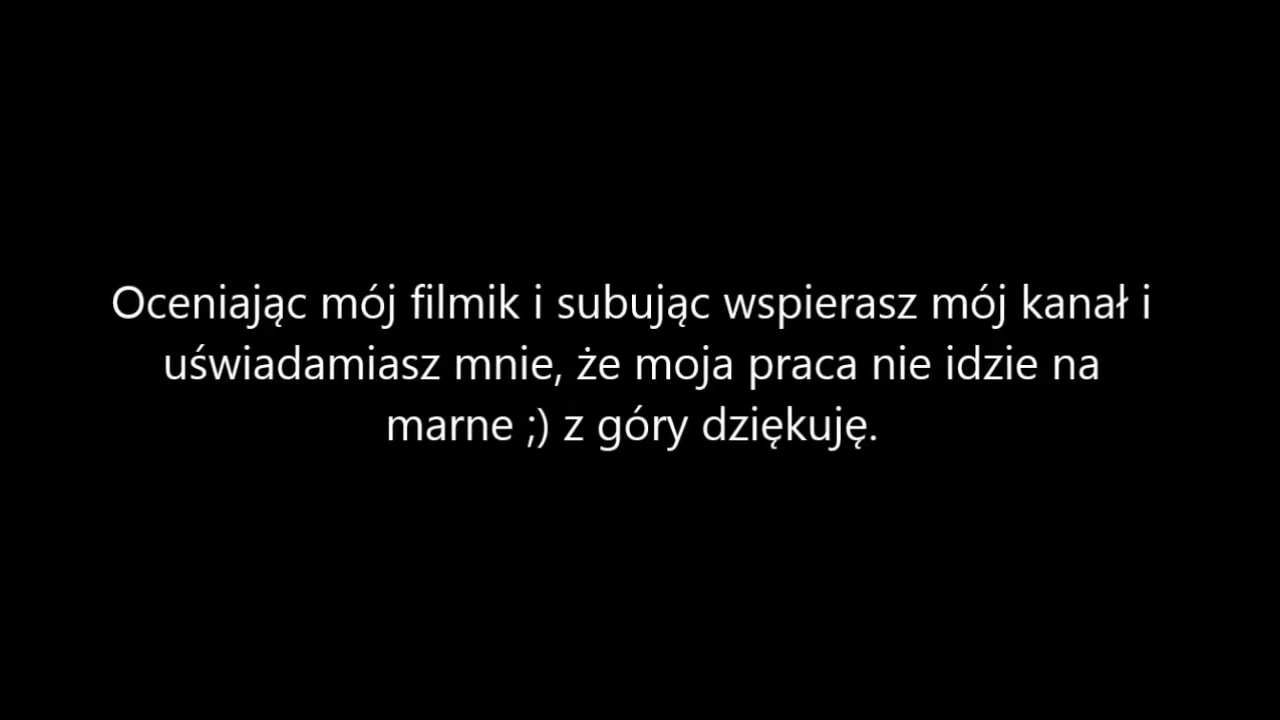 Oceniając mój filmik i subując wspierasz mój kanał i
uświadamiasz mnie, że moja praca nie idzie na
marne ;) z góry dziękuję.